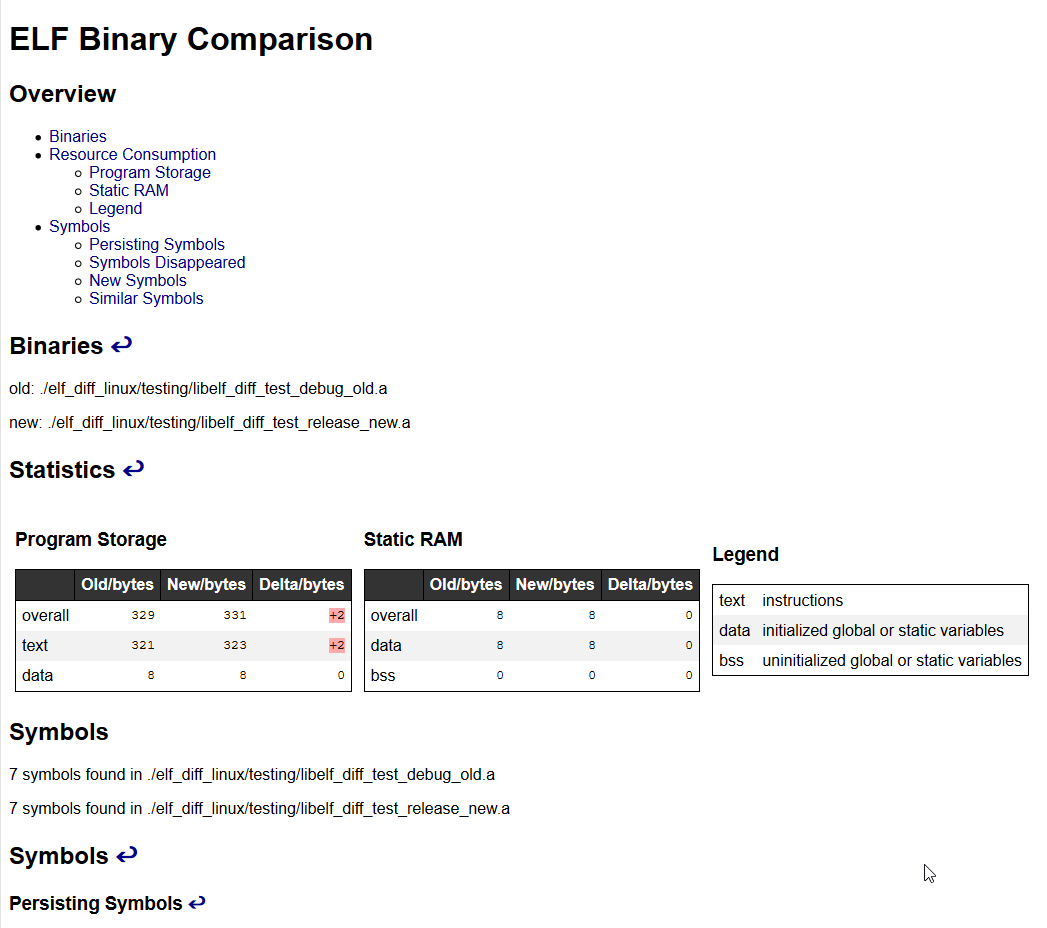 ELF Binary Comparison
Overview
Binaries
Resource Consumption
Program Storage
Static RAM
Legend
Symbols
Persisting Symbols
Symbols Disappeared
New Symbols
Similar Symbols
Binaries ↩
old: ./elf_diff_linux/testing/libelf_diff_test_debug_old.a
new: ./elf_diff_linux/testing/libelf_diff_test_release_new.a
Statistics ↩
Program Storage
Old/bytes New/bytes Delta/bytes
overall 329 331 +2
text 321 323 +2
data 8 8 0
Static RAM
Old/bytes New/bytes Delta/bytes
overall 8 8 0
data 8 8 0
bss 0 0 0
Legend
text instructions
data initialized global or static variables
bss uninitialized global or static variables
Symbols
7 symbols found in ./elf_diff_linux/testing/libelf_diff_test_debug_old.a
7 symbols found in ./elf_diff_linux/testing/libelf_diff_test_release_new.a
Symbols ↩
Persisting Symbols ↩